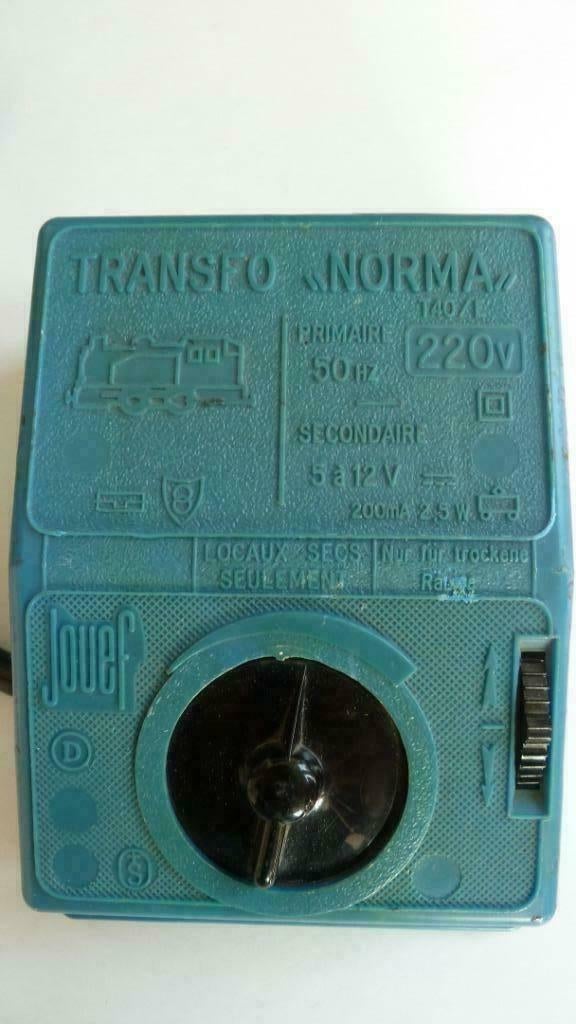 TRANSFO «NORMA»
T40/1
PRIMAIRE
50 HZ
220V
SECONDAIRE
5 à 12 V
200mA 2,5 W
8
LOCAUX SECS
SEULEMENT
Nur für trockene
Räume
Jouef
D
S